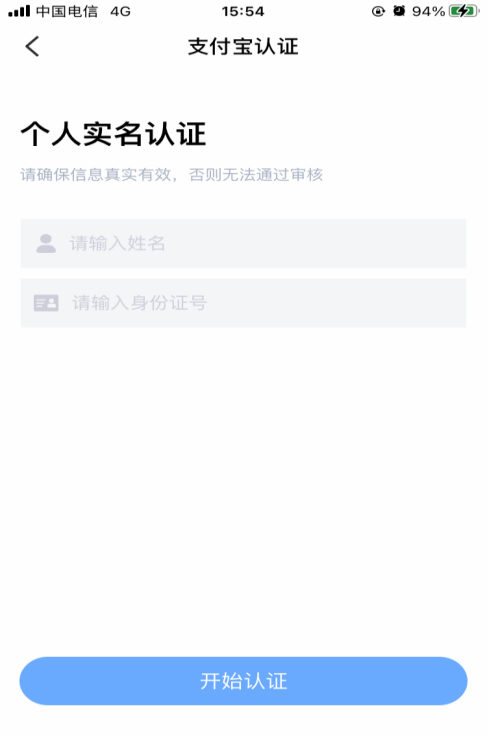 中国电信 4G 15:54 94%
支付宝认证
个人实名认证
请确保信息真实有效，否则无法通过审核
请输入姓名
请输入身份证号
开始认证